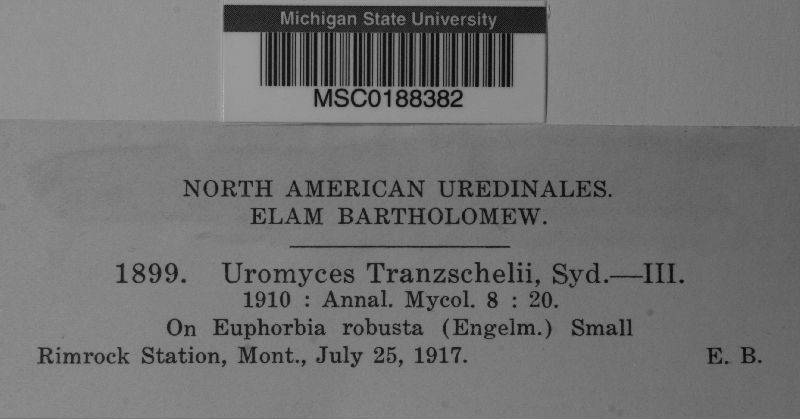 Michigan State University
MSC0188382
NORTH AMERICAN UREDINALES.
ELAM BARTHOLOMEW.
1899. Uromyces Tranzschelii, Syd.—III.
1910 : Annal. Mycol. 8 : 20.
On Euphorbia robusta (Engelm.) Small
Rimrock Station, Mont., July 25, 1917. E. B.